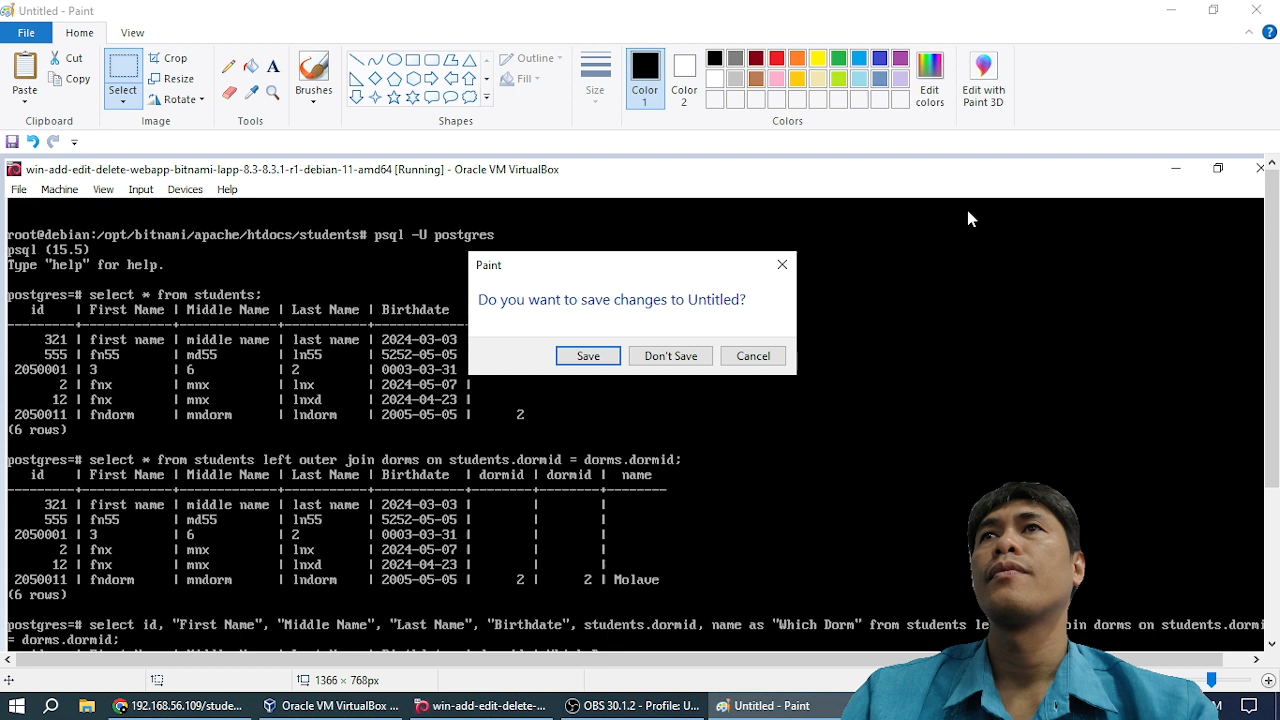 Untitled - Paint
File Home View
Paste Cut Copy Clipboard
Select Crop Resize Rotate Image
A
Tools
Brushes
Outline Fill Shapes
Size
Color 1 Color 2
Colors
Edit colors
Edit with Paint 3D
win-add-edit-delete-webapp-bitnami-lapp-8.3-8.3.1-r1-debian-11-amd64 [Running] - Oracle VM VirtualBox
File Machine View Input Devices Help
root@debian:/opt/bitnami/apache/htdocs/students# psql -U postgres
psql (15.5)
Type "help" for help.
postgres=# select * from students;
id | First Name | Middle Name | Last Name | Birthdate
321 | first name | middle name | last name | 2024-03-03
555 | fn55 | md55 | ln55 | 5252-05-05
2050001 | 3 | 6 | 2 | 0003-03-31
2 | fnx | mnx | lnx | 2024-05-07 |
12 | fnx | mnx | lnxd | 2024-04-23 |
2050011 | fndorm | mndorm | lndorm | 2005-05-05 | 2
(6 rows)
Paint
Do you want to save changes to Untitled?
Save Don't Save Cancel
postgres=# select * from students left outer join dorms on students.dormid = dorms.dormid;
id | First Name | Middle Name | Last Name | Birthdate | dormid | dormid | name
321 | first name | middle name | last name | 2024-03-03 | | |
555 | fn55 | md55 | ln55 | 5252-05-05 | | |
2050001 | 3 | 6 | 2 | 0003-03-31 | | |
2 | fnx | mnx | lnx | 2024-05-07 | | |
12 | fnx | mnx | lnxd | 2024-04-23 | | |
2050011 | fndorm | mndorm | lndorm | 2005-05-05 | 2 | 2 | Molave
(6 rows)
postgres=# select id, "First Name", "Middle Name", "Last Name", "Birthdate", students.dormid, name as "Which Dorm" from students dorms on students.dormi
= dorms.dormid;
1366 × 768px
192.168.56.109/stude... Oracle VM VirtualBox ... win-add-edit-delete-... OBS 30.1.2 - Profile: U... Untitled - Paint